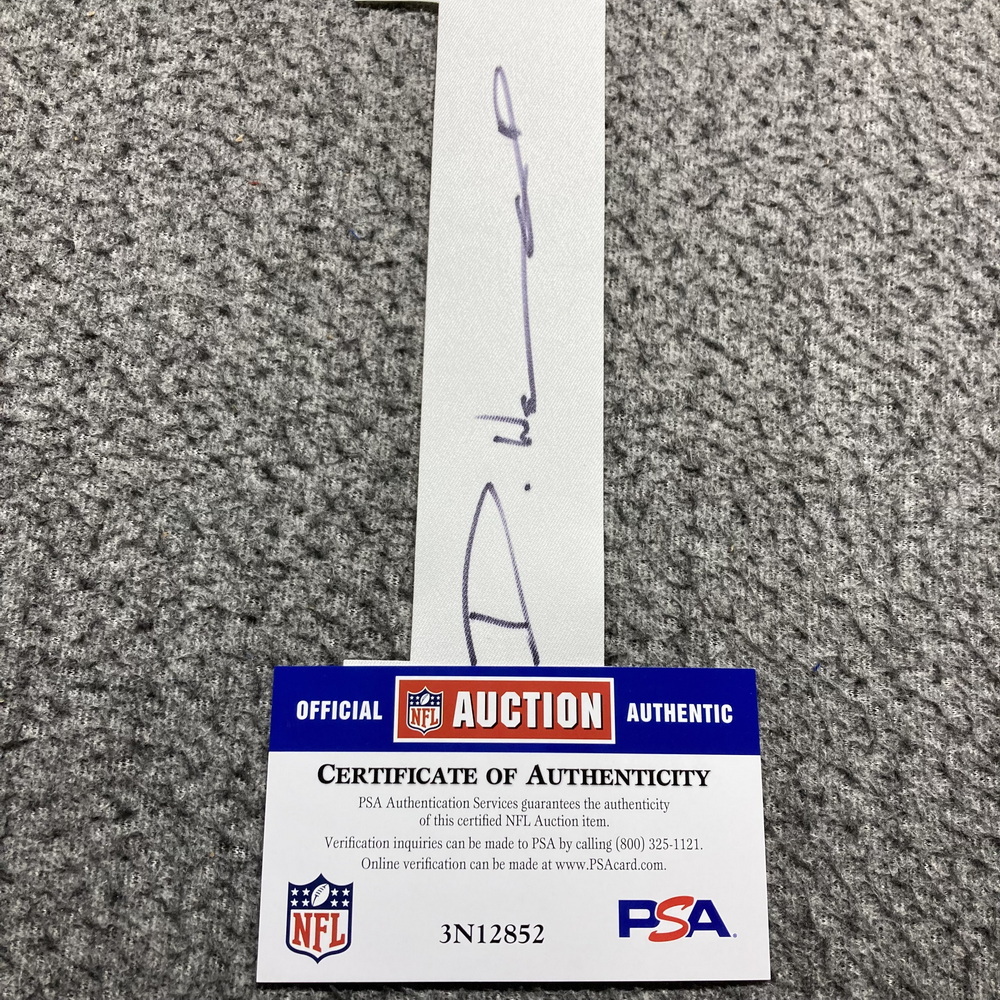 D. Wa
OFFICIAL NFL AUCTION AUTHENTIC
CERTIFICATE OF AUTHENTICITY
PSA Authentication Services guarantees the authenticity
of this certified NFL Auction item.
Verification inquiries can be made to PSA by calling (800) 325-1121.
Online verification can be made at www.PSAcard.com.
NFL 3N12852 PSA